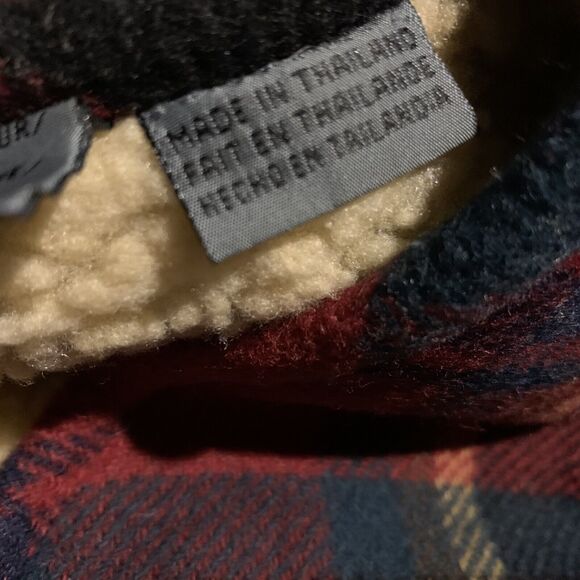 MADE IN THAILAND
FAIT EN THAILANDE
HECHO EN TAILANDIA